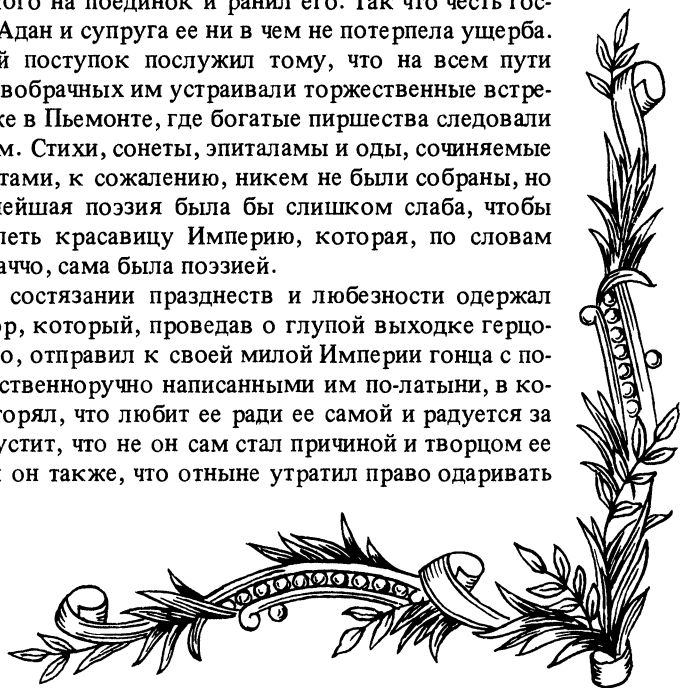 ого на поединок и ранил его. Так что честь гос-
Адан и супруга ее ни в чем не потерпела ущерба.
й поступок послужил тому, что на всем пути
вобрачных им устраивали торжественные встре-
ке в Пьемонте, где богатые пиршества следовали
м. Стихи, сонеты, эпиталамы и оды, сочиняемые
тами, к сожалению, никем не были собраны, но
нейшая поэзия была бы слишком слаба, чтобы
петь красавицу Империю, которая, по словам
аччо, сама была поэзией.
состязании празднеств и любезности одержал
ор, который, проведав о глупой выходке герцо-
о, отправил к своей милой Империи гонца с по-
ственноручно написанными им по-латыни, в ко-
торял, что любит ее ради ее самой и радуется за
устит, что не он сам стал причиной и творцом ее
он также, что отныне утратил право одаривать